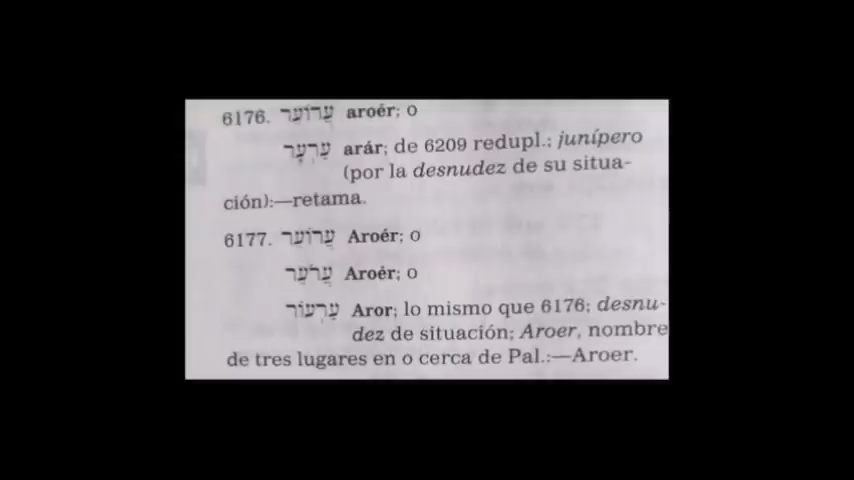 6176. עֲרוֹעֵר aroér; o
עַרְעָר arár; de 6209 redupl.; junípero
(por la desnudez de su situa-
ción):—retama.
6177. עֲרוֹעֵר Aroér; o
עֲרֹעֵר Aroér; o
עַרְעוֹר Aror; lo mismo que 6176; desnu-
dez de situación; Aroer, nombre
de tres lugares en o cerca de Pal.:—Aroer.